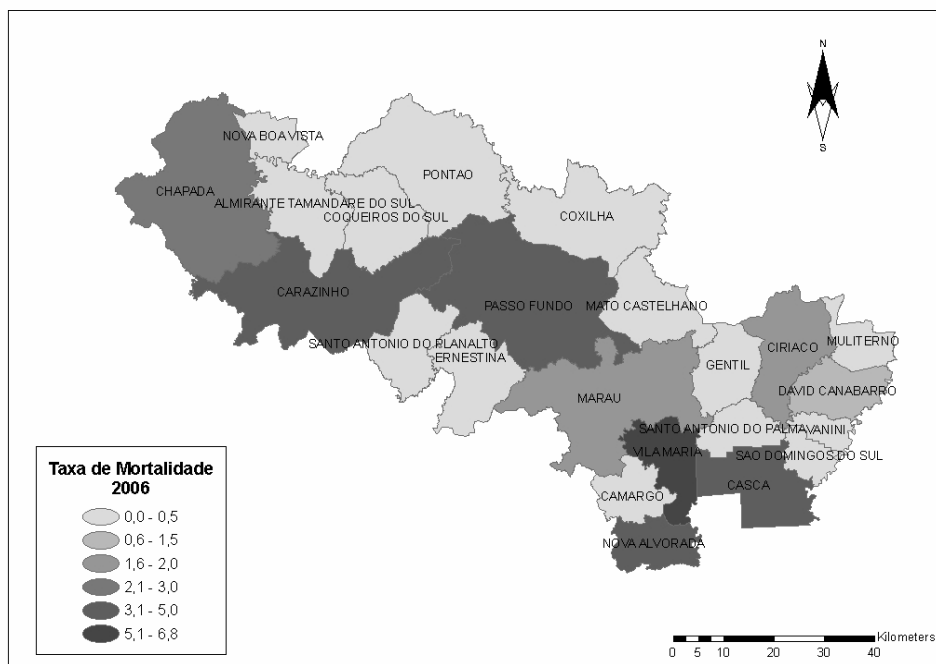 N
S
NOVA BOA VISTA
CHAPADA
PONTAO
ALMIRANTE TAMANDARE DO SUL
COQUEIROS DO SUL
COXILHA
CARAZINHO
PASSO FUNDO
MATO CASTELHANO
SANTO ANTONIO DO PLANALTO
ERNESTINA
GENTIL
CIRIACO
MULITERNO
DAVID CANABARRO
MARAU
SANTO ANTONIO DO PALMA
VANINI
VILA MARIA
SAO DOMINGOS DO SUL
CASCA
CAMARGO
NOVA ALVORADA
Taxa de Mortalidade
2006
0,0 - 0,5
0,6 - 1,5
1,6 - 2,0
2,1 - 3,0
3,1 - 5,0
5,1 - 6,8
Kilometers
0 5 10 20 30 40